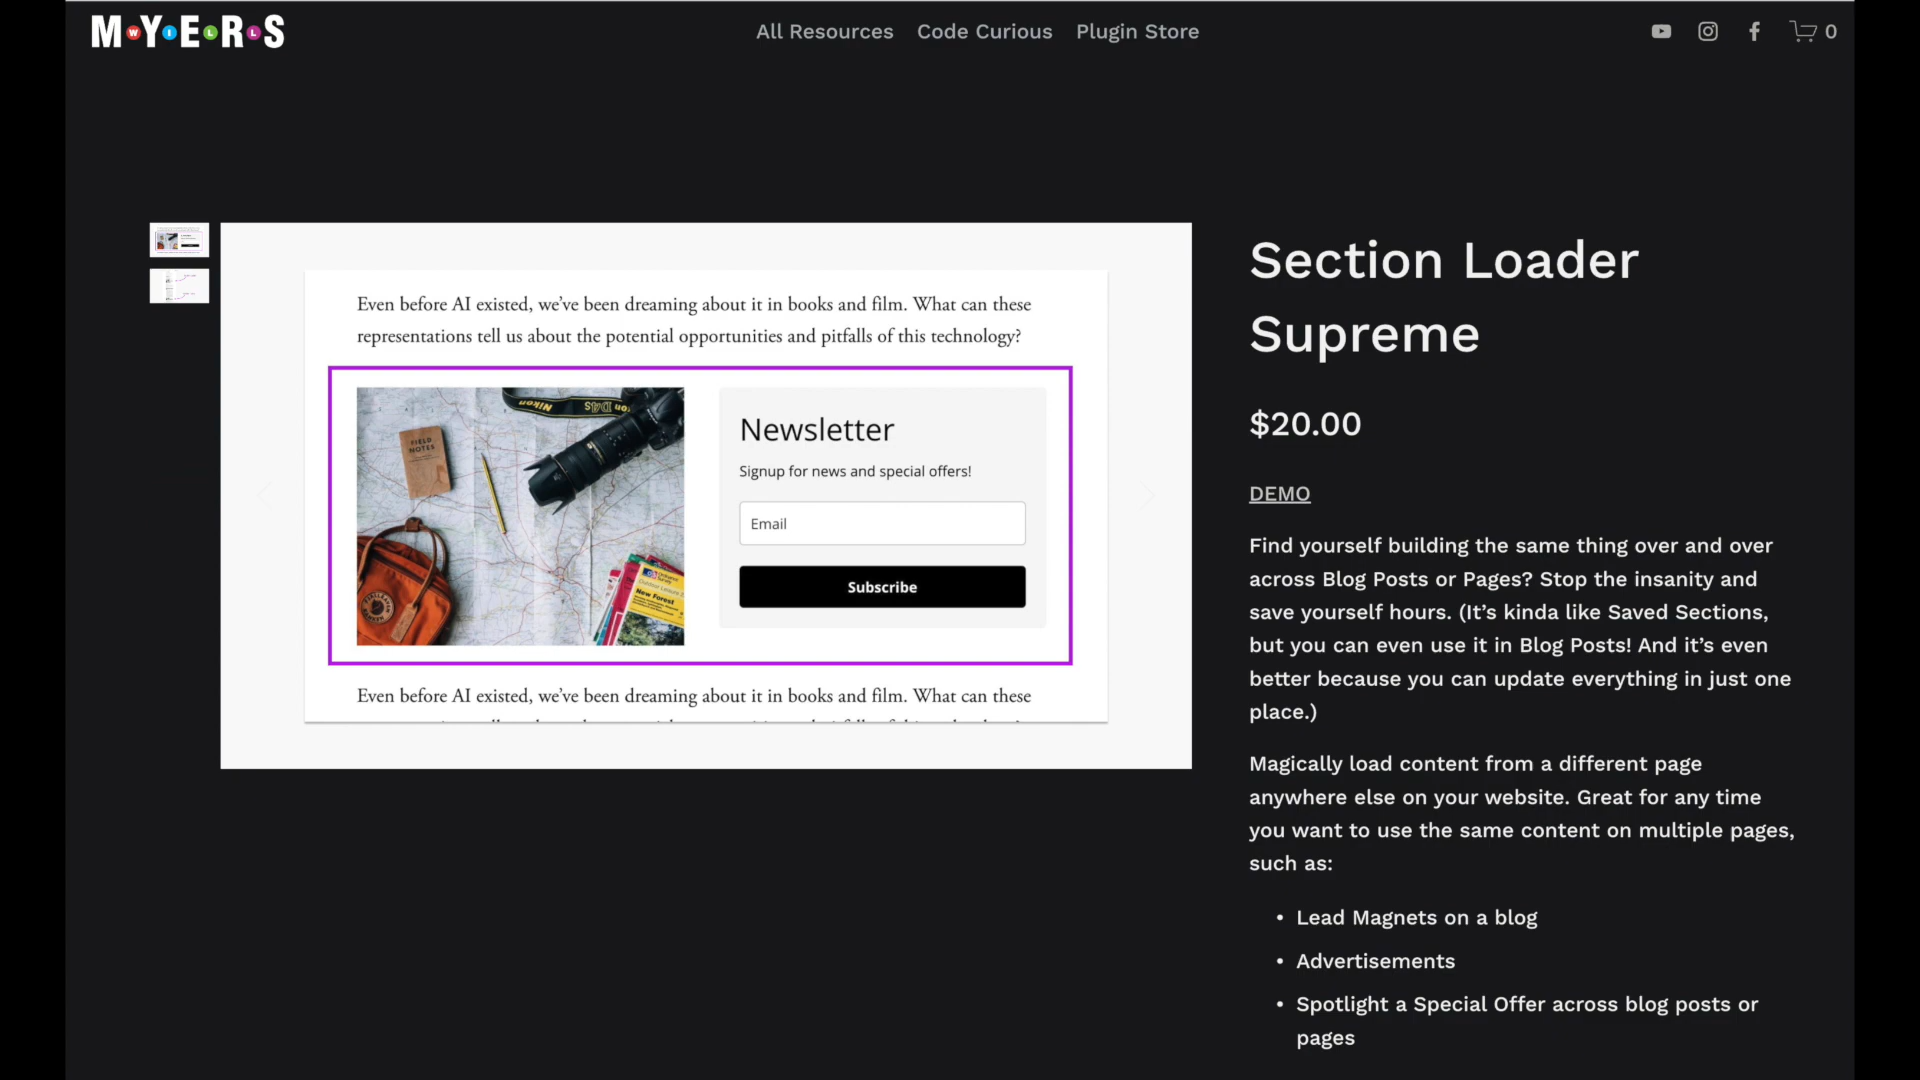 MWYIELRLS
All Resources
Code Curious
Plugin Store
0
Even before AI existed, we've been dreaming about it in books and film. What can these
representations tell us about the potential opportunities and pitfalls of this technology?
Nikon
D4S
FIELD
NOTES
New Forest
Newsletter
Signup for news and special offers!
Email
Subscribe
Even before AI existed, we've been dreaming about it in books and film. What can these
Section Loader
Supreme
$20.00
DEMO
Find yourself building the same thing over and over
across Blog Posts or Pages? Stop the insanity and
save yourself hours. (It's kinda like Saved Sections,
but you can even use it in Blog Posts! And it's even
better because you can update everything in just one
place.)
Magically load content from a different page
anywhere else on your website. Great for any time
you want to use the same content on multiple pages,
such as:
• Lead Magnets on a blog
• Advertisements
• Spotlight a Special Offer across blog posts or
pages